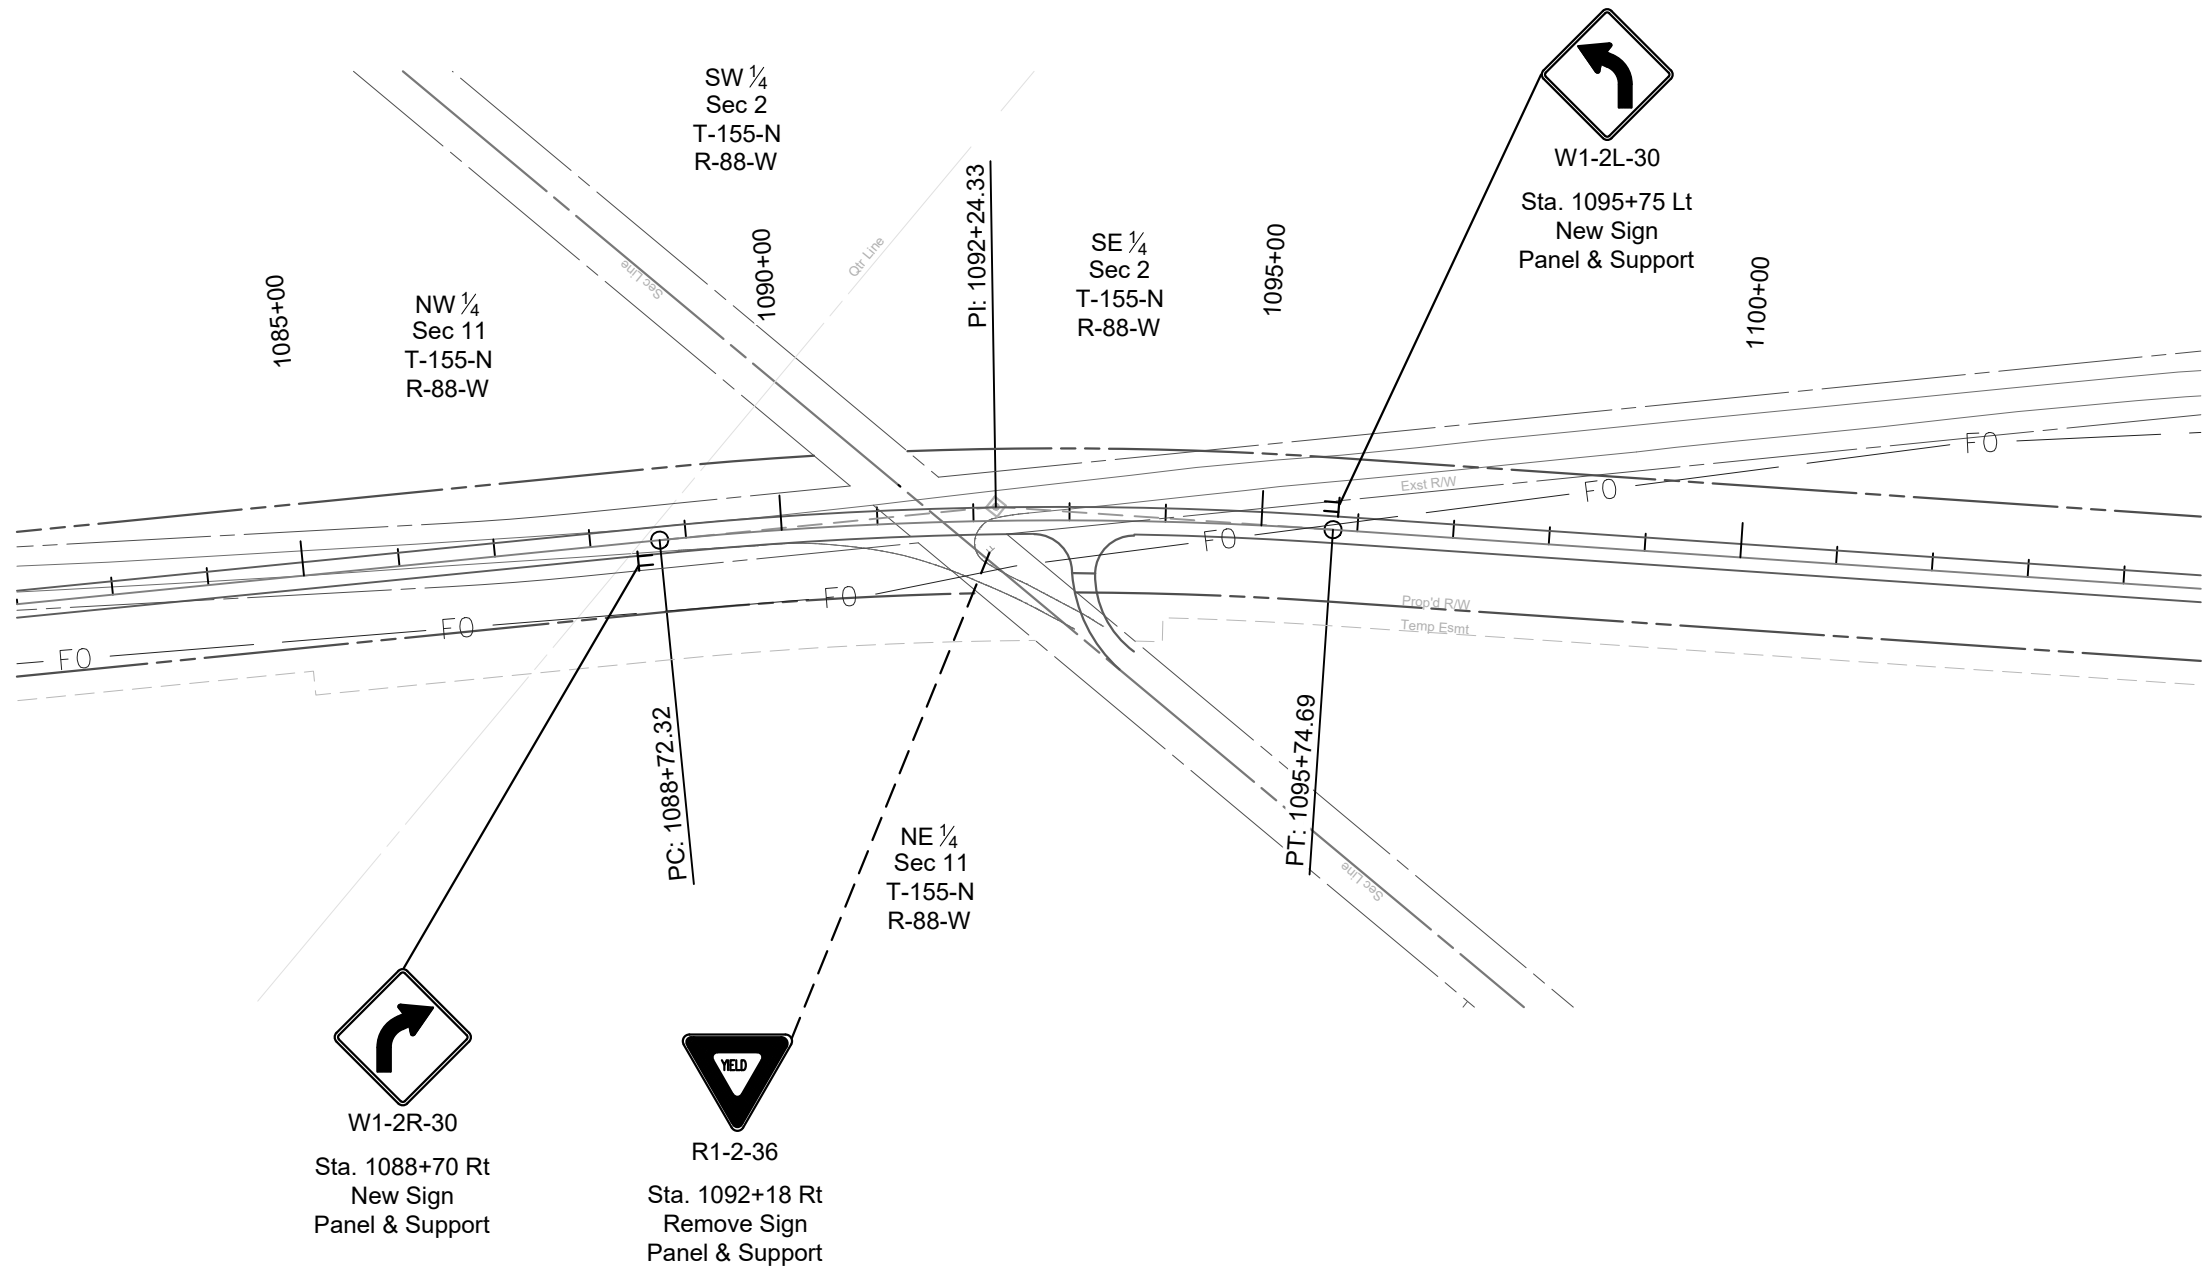 SW ¼
Sec 2
T-155-N
R-88-W
W1-2L-30
Sta. 1095+75 Lt
New Sign
Panel & Support
PI: 1092+24.33
SE ¼
Sec 2
T-155-N
R-88-W
1085+00
1090+00
1095+00
1100+00
Qtr Line
Sec Line
NW ¼
Sec 11
T-155-N
R-88-W
FO
Exst R/W
FO
FO
FO
FO
FO
Prop'd R/W
Temp Esmt
PC: 1088+72.32
PT: 1095+74.69
NE ¼
Sec 11
T-155-N
R-88-W
Sec Line
YIELD
W1-2R-30
Sta. 1088+70 Rt
New Sign
Panel & Support
R1-2-36
Sta. 1092+18 Rt
Remove Sign
Panel & Support